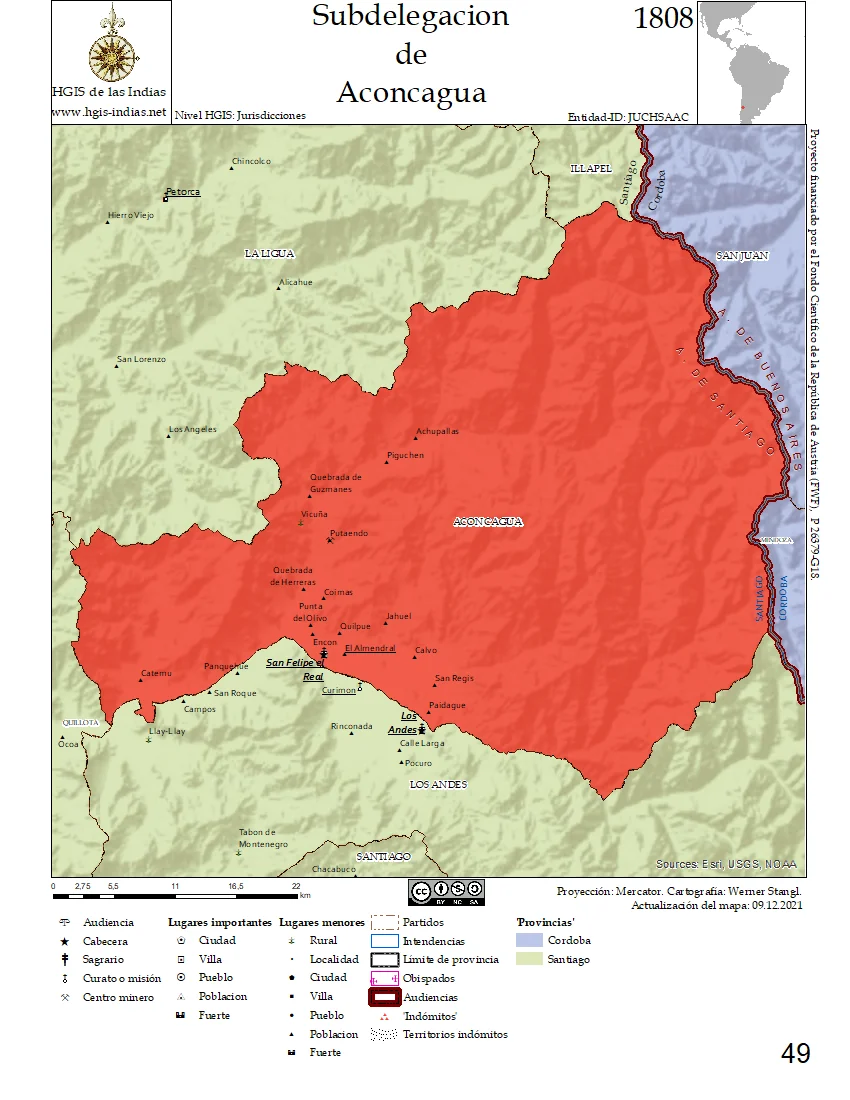 Subdelegacion
de
Aconcagua
1808
HGIS de las Indias
www.hgis-indias.net
Nivel HGIS: Jurisdicciones
Entidad-ID: JUCHSAAC
Chincolco
Petorca
Hierro Viejo
ILLAPEL
Santiago
Cordoba
LA LIGUA
SAN JUAN
Alicahue
A. DE BUENOS AIRES
A. DE SANTIAGO
San Lorenzo
Los Angeles
Achupallas
Piguchen
Quebrada de
Guzmanes
Vicuña
Putaendo
ACONCAGUA
MENDOZA
Quebrada
de Herreras
Coimas
SANTIAGO
CÓRDOBA
Punta
del Olivo
Jahuel
Quilpue
Encon
El Almendral
Calvo
San Felipe el
Real
Panquehue
Catemu
San Regis
Curimon
San Roque
Campos
Paidague
QUILLOTA
Los
Andes
Rinconada
Llay-Llay
Ocoa
Calle Larga
Pocuro
LOS ANDES
Tabon de
Montenegro
SANTIAGO
Chacabuco
Sources: Esri, USGS, NOAA
Proyecto financiado por el Fondo Científico de la República de Austria (FWF), P 26379-G18.
0 2,75 5,5 11 16,5 22
km
CC BY NC SA
Proyección: Mercator. Cartografía: Werner Stangl.
Actualización del mapa: 09.12.2021
Audiencia
Cabecera
Sagrario
Curato o misión
Centro minero
Lugares importantes
Ciudad
Villa
Pueblo
Poblacion
Fuerte
Lugares menores
Rural
Localidad
Ciudad
Villa
Pueblo
Poblacion
Fuerte
Partidos
Intendencias
Límite de provincia
Obispados
Audiencias
'Indómitos'
Territorios indómitos
'Provincias'
Cordoba
Santiago
49